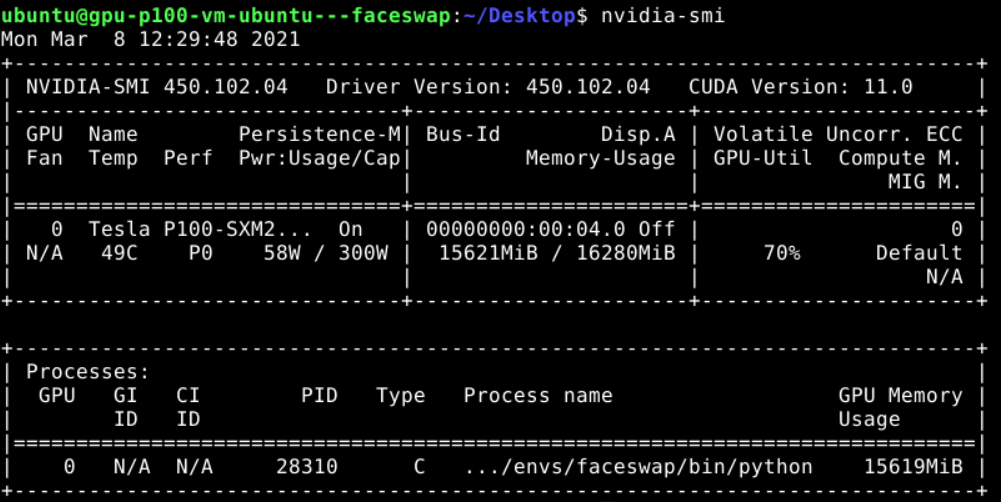 ubuntu@gpu-p100-vm-ubuntu---faceswap:~/Desktop$ nvidia-smi
Mon Mar  8 12:29:48 2021
+-----------------------------------------------------------------------------+
| NVIDIA-SMI 450.102.04   Driver Version: 450.102.04   CUDA Version: 11.0     |
|-------------------------------+----------------------+----------------------+
| GPU  Name        Persistence-M| Bus-Id        Disp.A | Volatile Uncorr. ECC |
| Fan  Temp  Perf  Pwr:Usage/Cap|         Memory-Usage | GPU-Util  Compute M. |
|                               |                      |               MIG M. |
|===============================+======================+======================|
|   0  Tesla P100-SXM2...  On   | 00000000:00:04.0 Off |                    0 |
| N/A   49C    P0    58W / 300W |  15621MiB / 16280MiB |     70%      Default |
|                               |                      |                  N/A |
+-------------------------------+----------------------+----------------------+

+-----------------------------------------------------------------------------+
| Processes:                                                                  |
|  GPU   GI   CI        PID   Type   Process name                  GPU Memory |
|        ID   ID                                                   Usage      |
|=============================================================================|
|    0   N/A  N/A     28310      C   .../envs/faceswap/bin/python    15619MiB |
+-----------------------------------------------------------------------------+